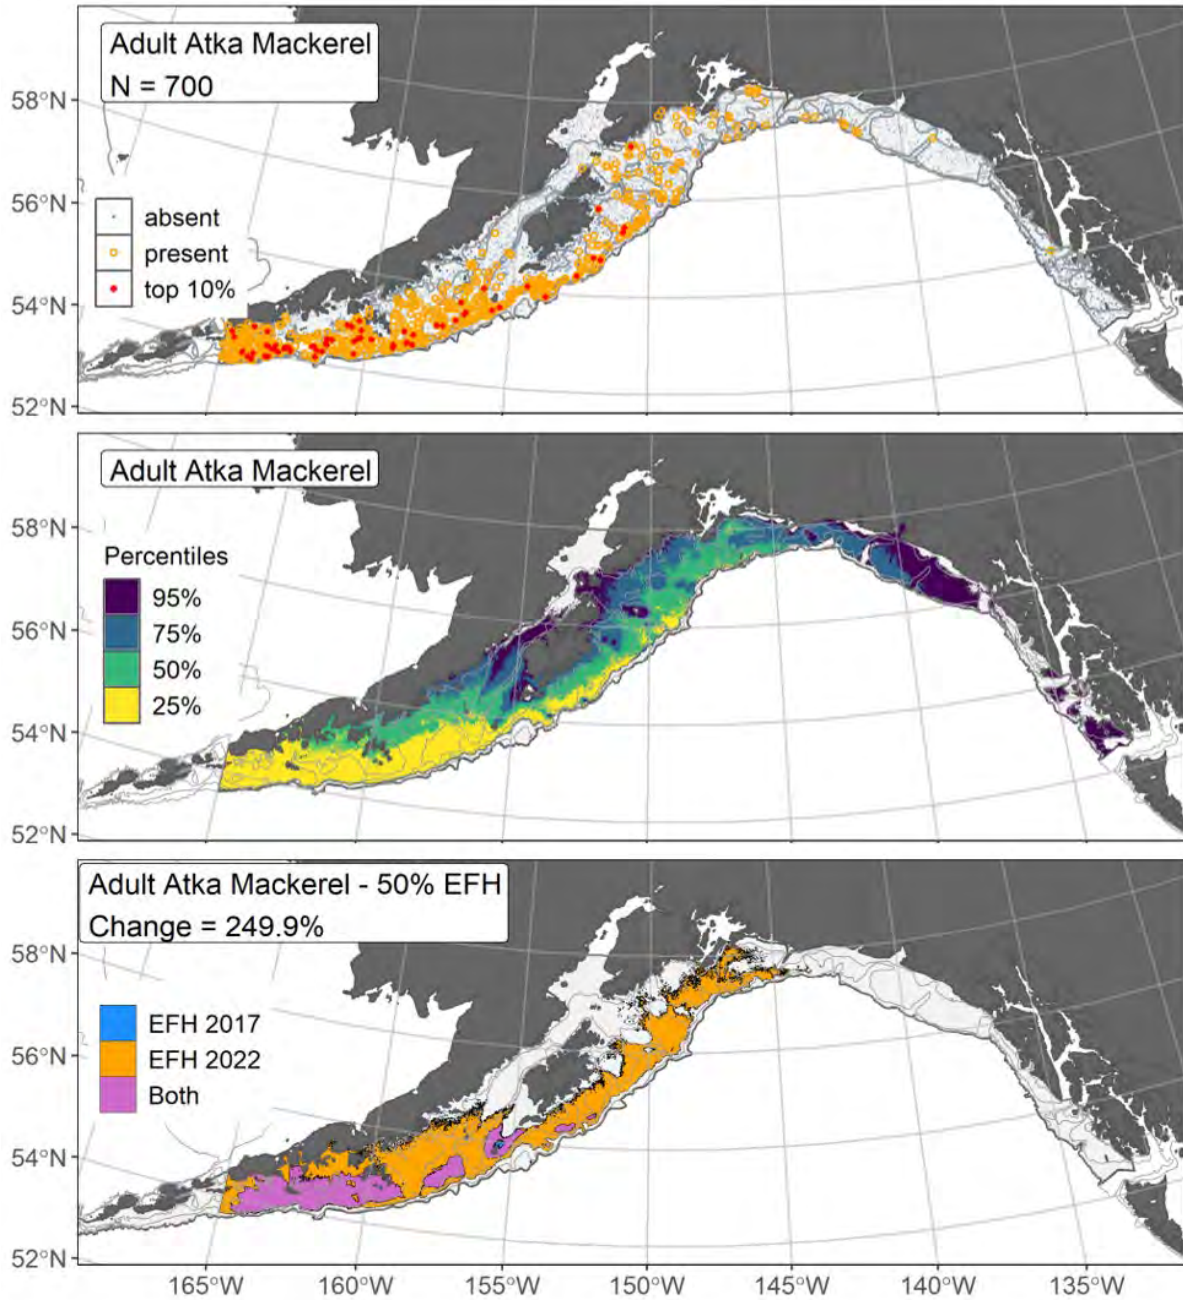 Adult Atka Mackerel
N = 700
58°N
56°N
54°N
52°N
absent
present
top 10%
Adult Atka Mackerel
58°N
56°N
54°N
52°N
Percentiles
95%
75%
50%
25%
Adult Atka Mackerel - 50% EFH
Change = 249.9%
58°N
56°N
54°N
52°N
EFH 2017
EFH 2022
Both
165°W 160°W 155°W 150°W 145°W 140°W 135°W